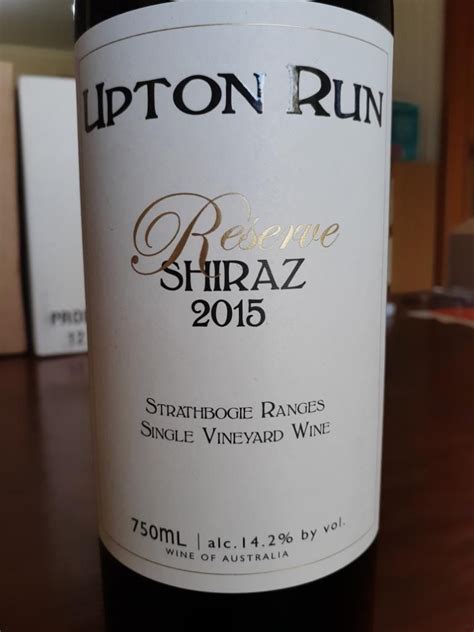 UPTON RUN
Reserve
SHIRAZ
2015
STRATHBOGIE RANGES
SINGLE VINEYARD WINE
750mL | alc.14.2% by vol.
WINE OF AUSTRALIA
12